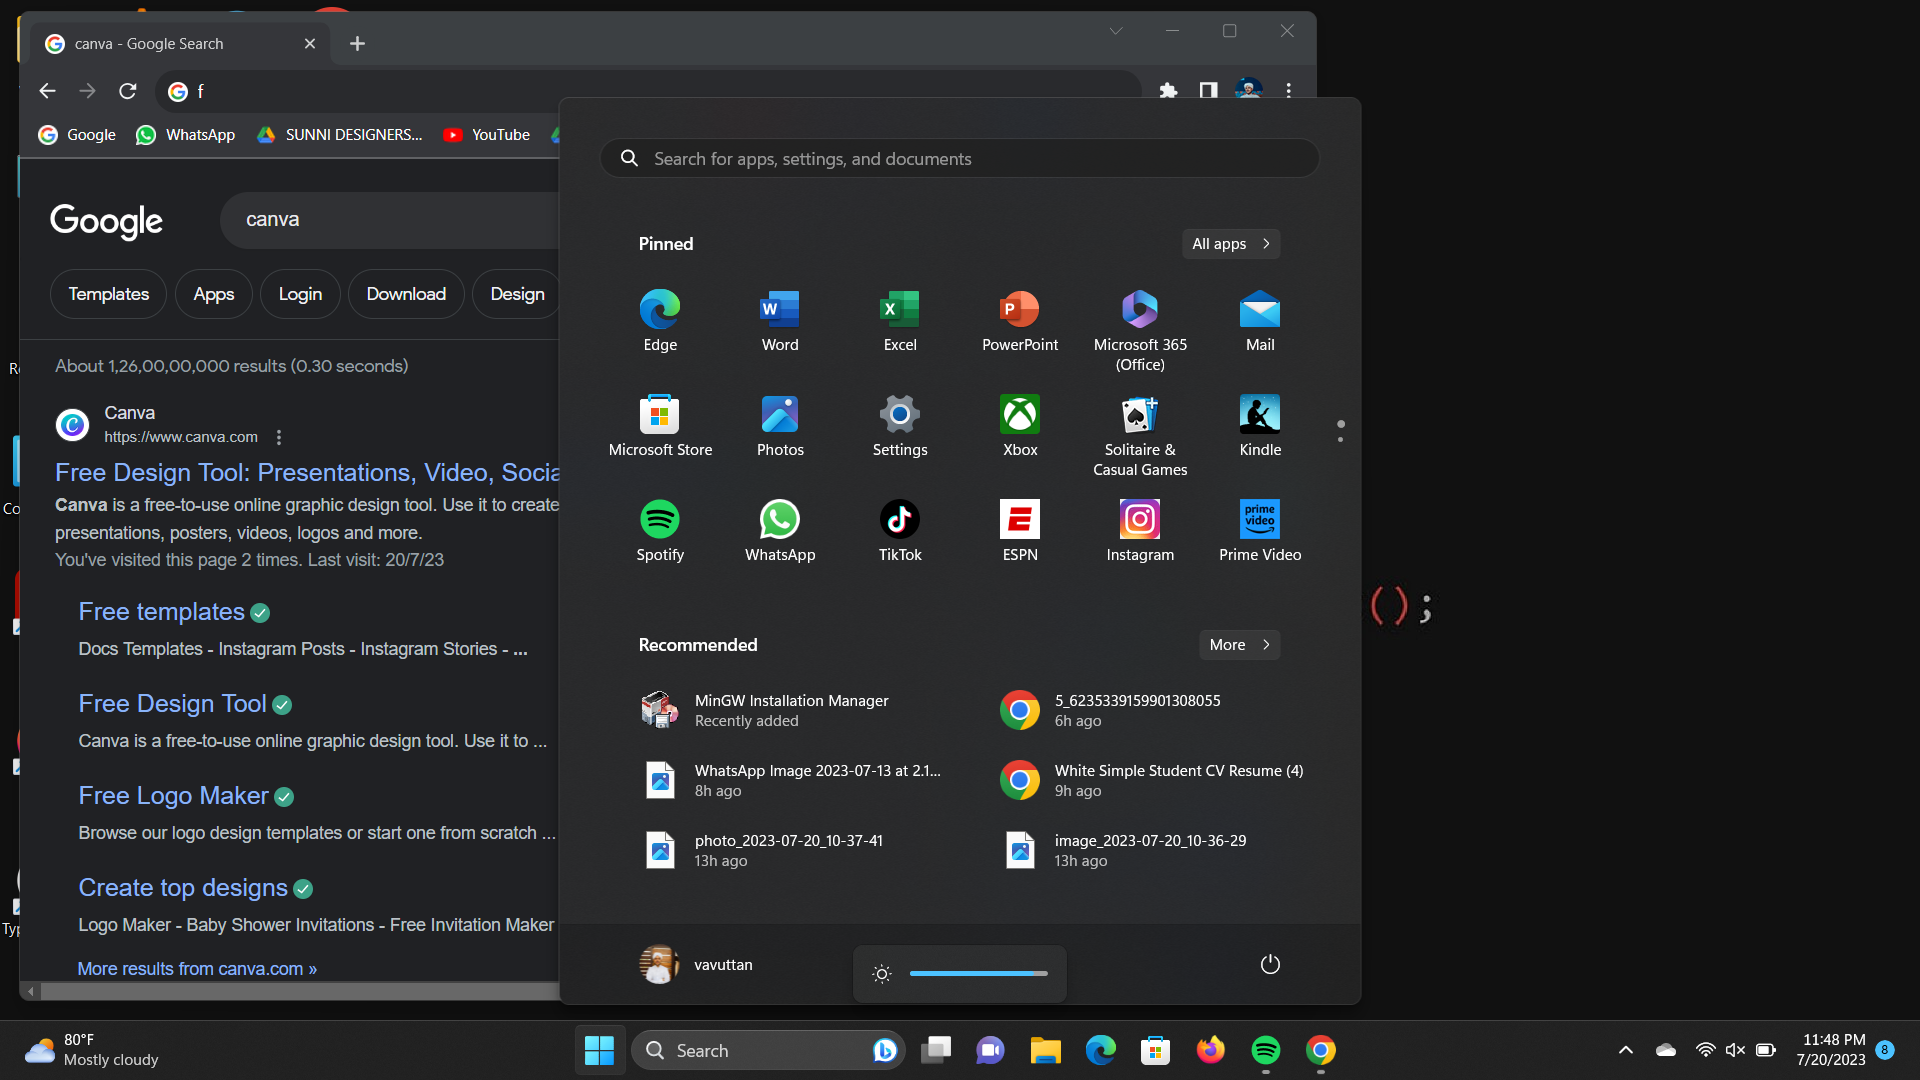 canva - Google Search
f
Google
WhatsApp
SUNNI DESIGNERS...
YouTube
Google
canva
Templates
Apps
Login
Download
Design
About 1,26,00,00,000 results (0.30 seconds)
Canva
https://www.canva.com
Free Design Tool: Presentations, Video, Socia
Canva is a free-to-use online graphic design tool. Use it to create
presentations, posters, videos, logos and more.
You've visited this page 2 times. Last visit: 20/7/23
Free templates
Docs Templates - Instagram Posts - Instagram Stories - ...
Free Design Tool
Canva is a free-to-use online graphic design tool. Use it to ...
Free Logo Maker
Browse our logo design templates or start one from scratch ...
Create top designs
Logo Maker - Baby Shower Invitations - Free Invitation Maker
More results from canva.com »
Search for apps, settings, and documents
Pinned
All apps
Edge
Word
Excel
PowerPoint
Microsoft 365
(Office)
Mail
Microsoft Store
Photos
Settings
Xbox
Solitaire &
Casual Games
Kindle
prime
video
Spotify
WhatsApp
TikTok
ESPN
Instagram
Prime Video
();
Recommended
More
MinGW Installation Manager
Recently added
5_6235339159901308055
6h ago
WhatsApp Image 2023-07-13 at 2.1...
8h ago
White Simple Student CV Resume (4)
9h ago
photo_2023-07-20_10-37-41
13h ago
image_2023-07-20_10-36-29
13h ago
vavuttan
80°F
Mostly cloudy
Search
11:48 PM
7/20/2023
8